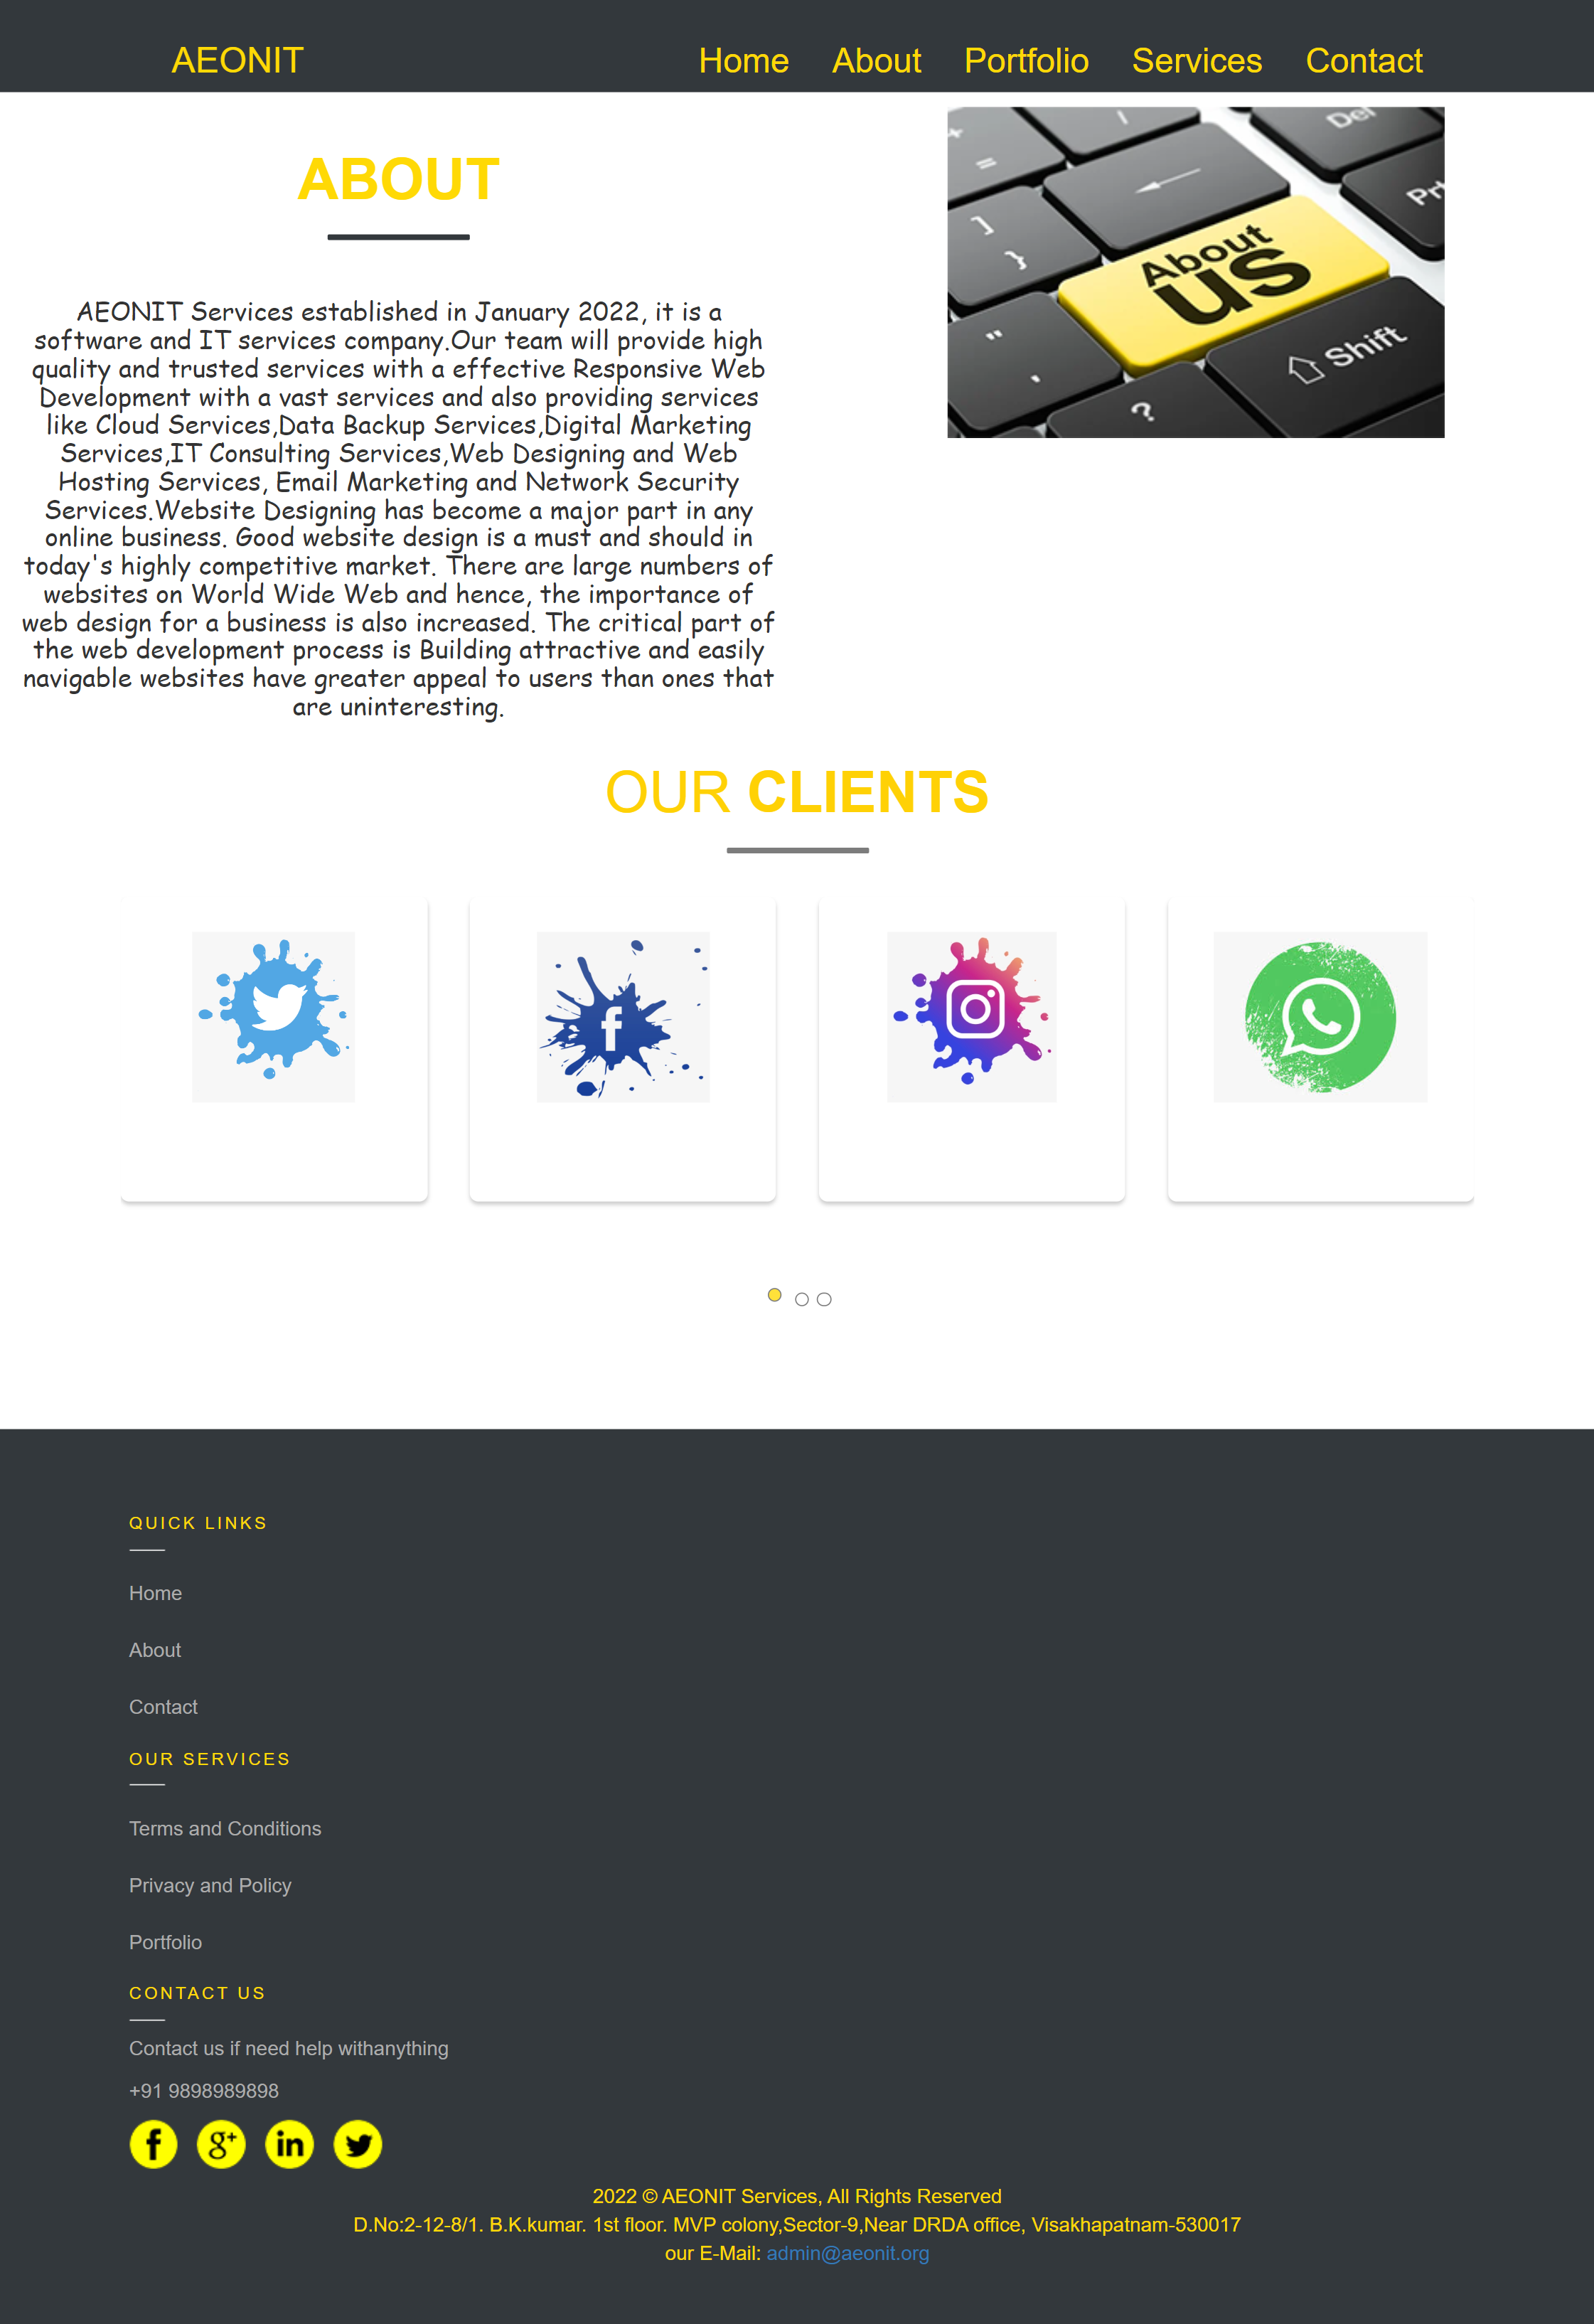 AEONIT Home About Portfolio Services Contact
ABOUT
AEONIT Services established in January 2022, it is a
software and IT services company.Our team will provide high
quality and trusted services with a effective Responsive Web
Development with a vast services and also providing services
like Cloud Services,Data Backup Services,Digital Marketing
Services,IT Consulting Services,Web Designing and Web
Hosting Services, Email Marketing and Network Security
Services.Website Designing has become a major part in any
online business. Good website design is a must and should in
today's highly competitive market. There are large numbers of
websites on World Wide Web and hence, the importance of
web design for a business is also increased. The critical part of
the web development process is Building attractive and easily
navigable websites have greater appeal to users than ones that
are uninteresting.
Del
About
us
Shift
?
OUR CLIENTS
f
QUICK LINKS
Home
About
Contact
OUR SERVICES
Terms and Conditions
Privacy and Policy
Portfolio
CONTACT US
Contact us if need help withanything
+91 9898989898
f g+ in
2022 © AEONIT Services, All Rights Reserved
D.No:2-12-8/1. B.K.kumar. 1st floor. MVP colony,Sector-9,Near DRDA office, Visakhapatnam-530017
our E-Mail: admin@aeonit.org